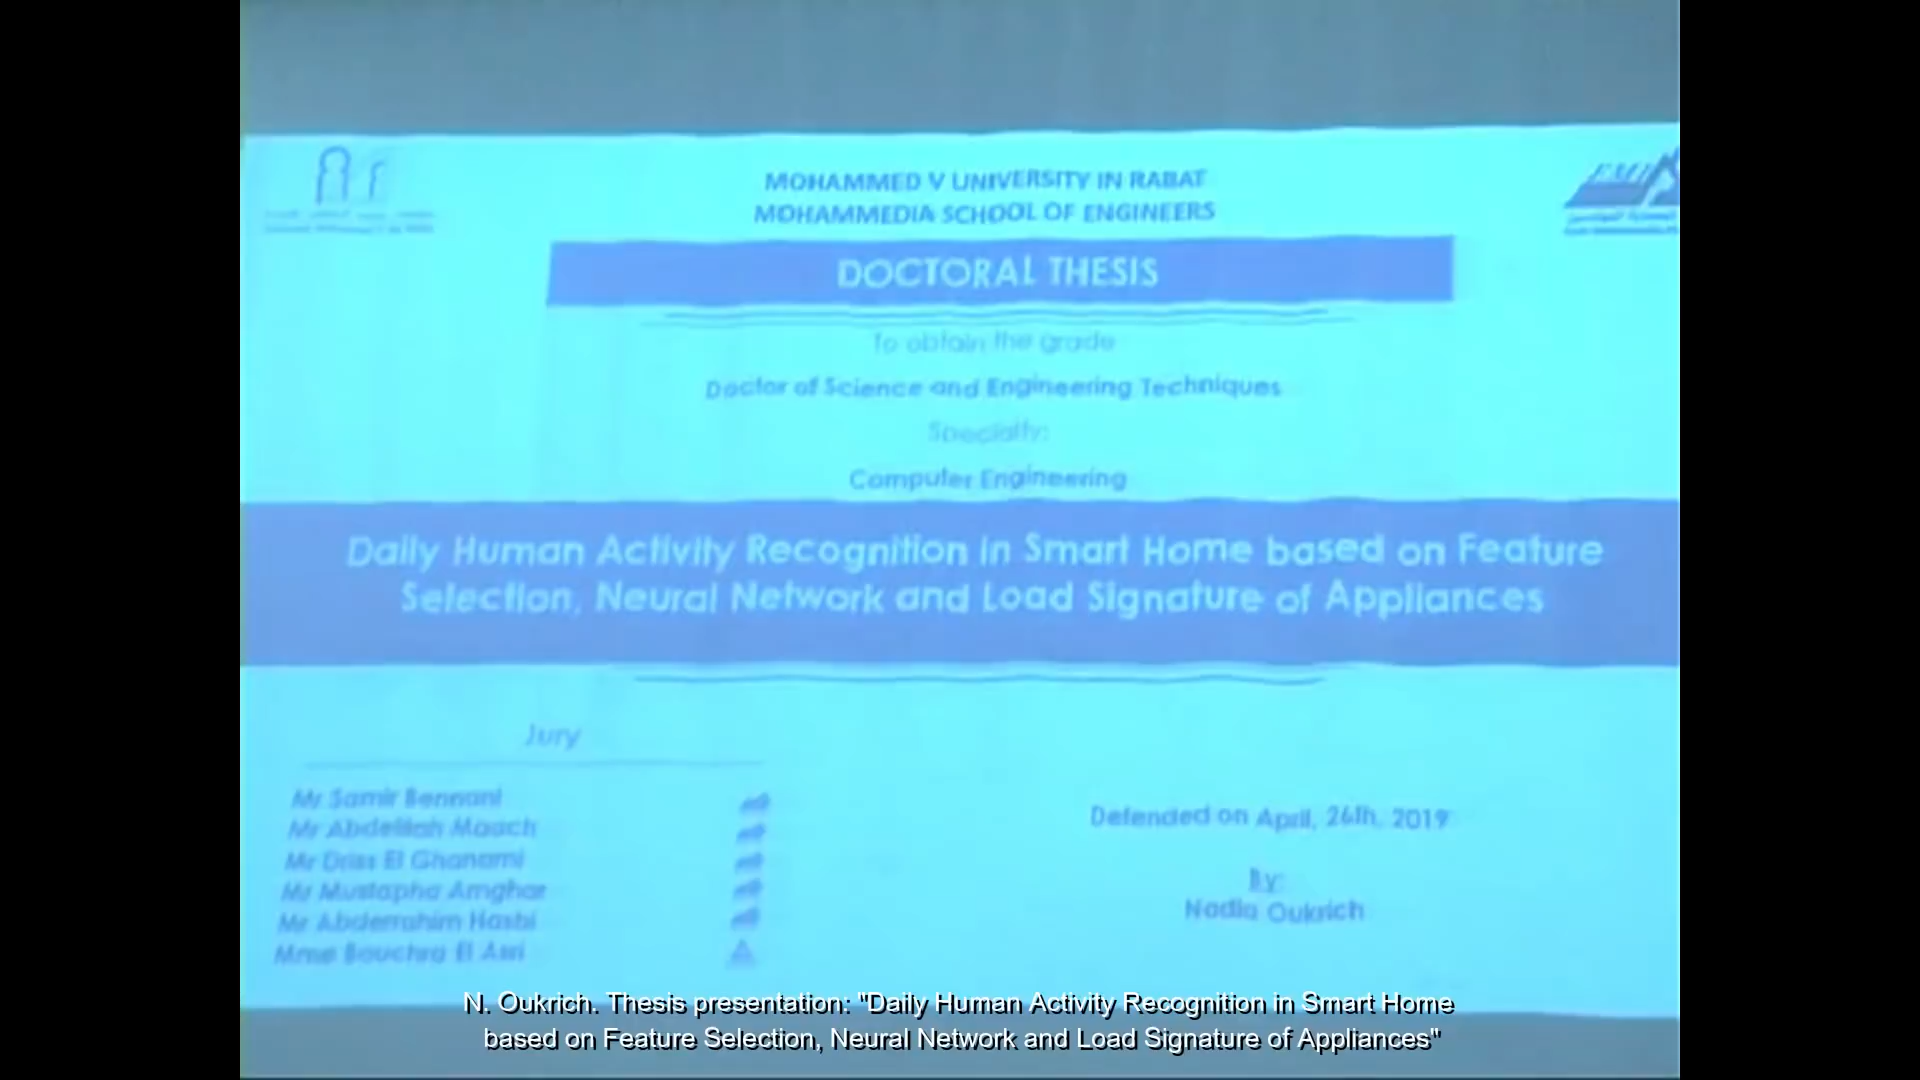 MOHAMMED V UNIVERSITY IN RABAT
MOHAMMEDIA SCHOOL OF ENGINEERS
EMI
DOCTORAL THESIS
To obtain the grade
Doctor of Science and Engineering Techniques
Specialty:
Computer Engineering
Daily Human Activity Recognition in Smart Home based on Feature
Selection, Neural Network and Load Signature of Appliances
Jury
Mr Samir Bennani
Mr Abdelilah Maach
Mr Driss El Ghanami
Mr Mustapha Amghar
Mr Abderrahim Hasbi
Mme Bouchra El Asri
Defended on April, 26th, 2019
By:
Nadia Oukrich
N. Oukrich. Thesis presentation: "Daily Human Activity Recognition in Smart Home
based on Feature Selection, Neural Network and Load Signature of Appliances"